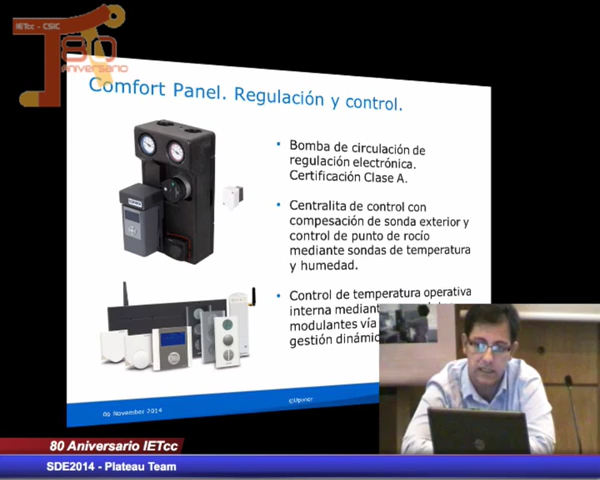 IETcc - CSIC
80
ANIVERSARIO
Comfort Panel. Regulación y control.
• Bomba de circulación de
regulación electrónica.
Certificación Clase A.
• Centralita de control con
compesación de sonda exterior y
control de punto de rocío
mediante sondas de temperatura
y humedad.
• Control de temperatura operativa
interna mediante
modulantes vía
gestión dinámic
06 November 2014
©Uponor
80 Aniversario IETcc
SDE2014 - Plateau Team